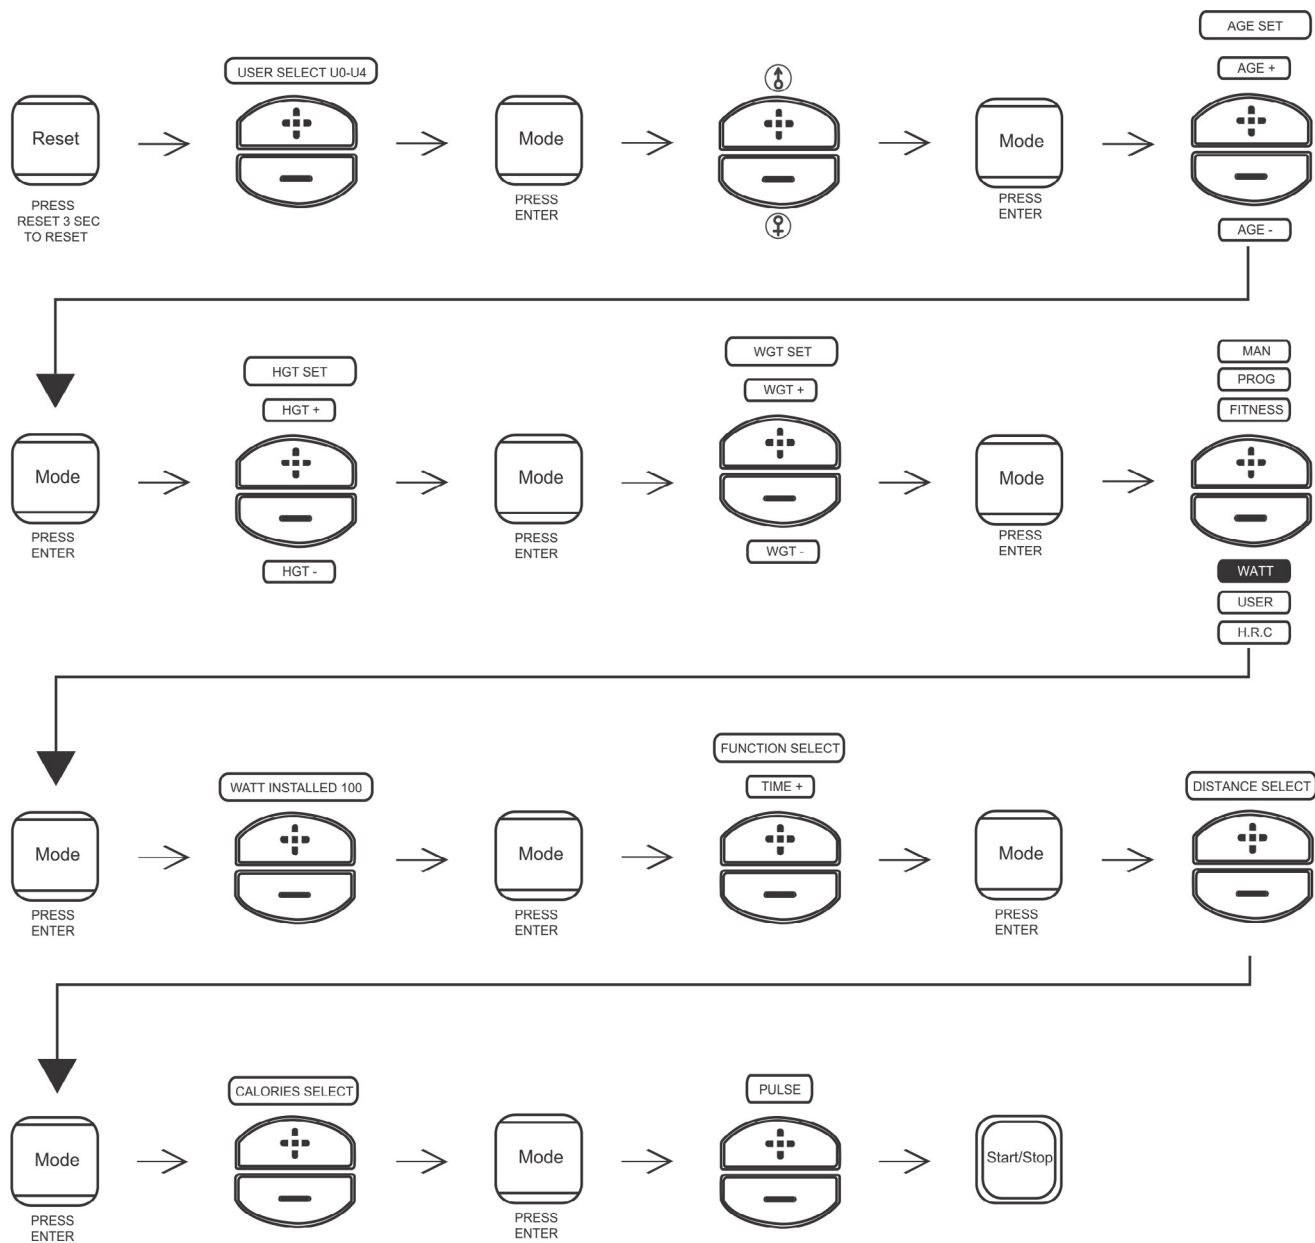 AGE SET
USER SELECT U0-U4
AGE +
Reset
Mode
Mode
PRESS
RESET 3 SEC
TO RESET
PRESS
ENTER
PRESS
ENTER
AGE -
HGT SET
HGT +
WGT SET
WGT +
MAN
PROG
FITNESS
Mode
Mode
Mode
PRESS
ENTER
HGT -
PRESS
ENTER
WGT -
PRESS
ENTER
WATT
USER
H.R.C
WATT INSTALLED 100
FUNCTION SELECT
TIME +
DISTANCE SELECT
Mode
Mode
Mode
PRESS
ENTER
PRESS
ENTER
PRESS
ENTER
CALORIES SELECT
PULSE
Mode
Mode
Start/Stop
PRESS
ENTER
PRESS
ENTER